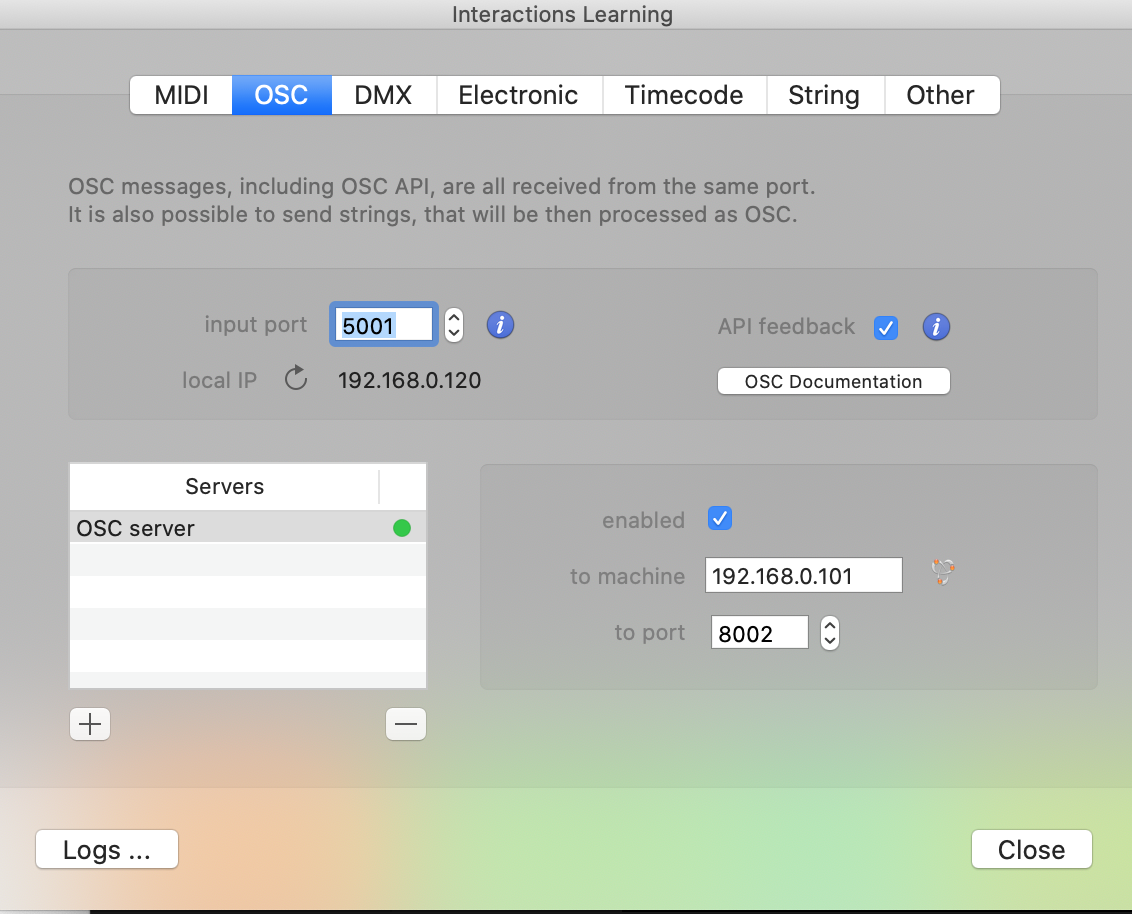 Interactions Learning
MIDI OSC DMX Electronic Timecode String Other
OSC messages, including OSC API, are all received from the same port.
It is also possible to send strings, that will be then processed as OSC.
input port 5001 i API feedback i
local IP 192.168.0.120 OSC Documentation
Servers
OSC server
enabled
to machine 192.168.0.101
to port 8002
Logs ... Close